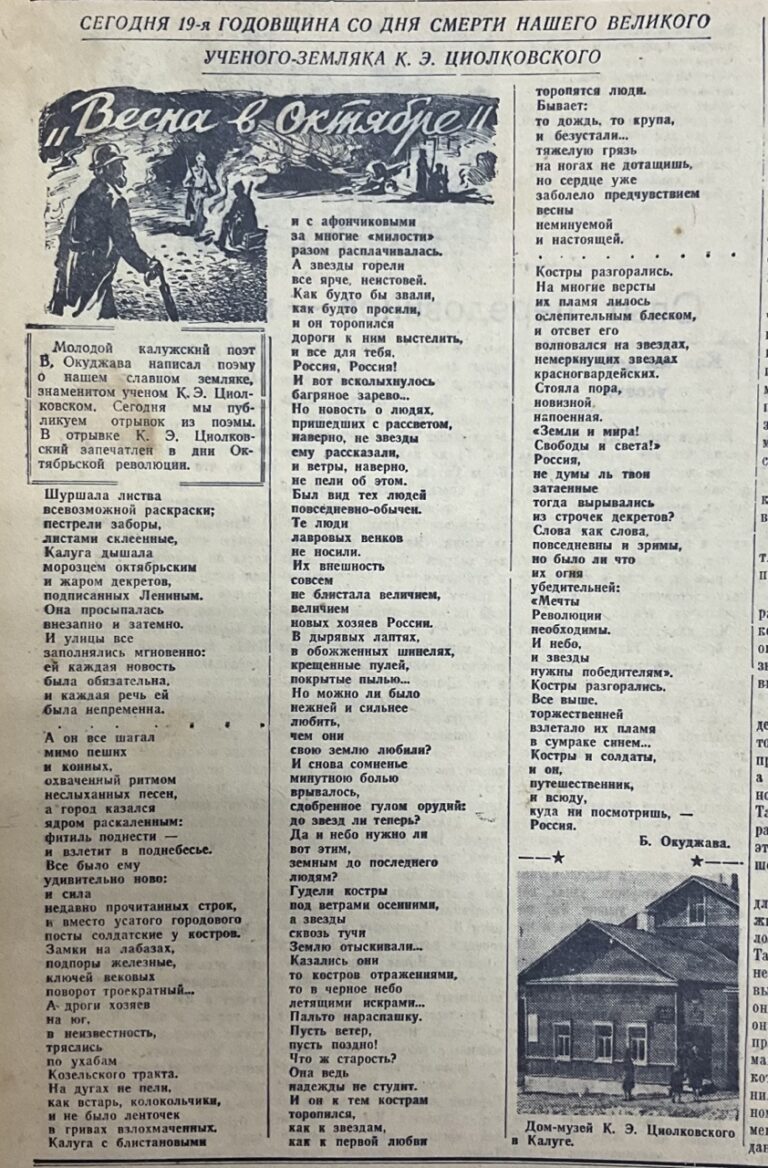 СЕГОДНЯ 19-я ГОДОВЩИНА СО ДНЯ СМЕРТИ НАШЕГО ВЕЛИКОГО
УЧЕНОГО-ЗЕМЛЯКА К. Э. ЦИОЛКОВСКОГО
„Весна в Октябре"
Молодой калужский поэт
В. Окуджава написал поэму
о нашем славном земляке,
знаменитом ученом К. Э. Циол-
ковском. Сегодня мы пуб-
ликуем отрывок из поэмы.
В отрывке К. Э. Циолков-
ский запечатлен в дни Ок-
тябрьской революции.
Шуршала листва
всевозможной раскраски;
пестрели заборы,
листами склеенные,
Калуга дышала
морозцем октябрьским
и жаром декретов,
подписанных Лениным.
Она просыпалась
внезапно и затемно.
И улицы все
заполнялись мгновенно:
ей каждая новость
была обязательна,
и каждая речь ей
была непременна.
. . . . . . . .
А он все шагал
мимо пеших
и конных,
охваченный ритмом
неслыханных песен,
а город казался
ядром раскаленным:
фитиль поднести —
и взлетит в поднебесье.
Все было ему
удивительно ново:
и сила
недавно прочитанных строк,
и вместо усатого городового
посты солдатские у костров.
Замки на лабазах,
подпоры железные,
ключей вековых
поворот троекратный...
А дроги хозяев
на юг,
в неизвестность,
тряслись
по ухабам
Козельского тракта.
На дугах не пели,
как встарь, колокольчики,
и не было ленточек
в гривах взлохмаченных.
Калуга с блистановыми
и с афончиковыми
за многие «милости»
разом расплачивалась.
А звезды горели
все ярче, неистовей.
Как будто бы звали,
как будто просили,
и он торопился
дороги к ним выстелить,
и все для тебя,
Россия, Россия!
И вот всколыхнулось
багряное зарево...
Но новость о людях,
пришедших с рассветом,
наверно, не звезды
ему рассказали,
и ветры, наверно,
не пели об этом.
Был вид тех людей
повседневно-обычен.
Те люди
лавровых венков
не носили.
Их внешность
совсем
не блистала величием,
величием
новых хозяев России.
В дырявых лаптях,
в обожженных шинелях,
крещенные пулей,
покрытые пылью...
Но можно ли было
нежней и сильнее
любить,
чем они
свою землю любили?
И снова сомненье
минутною болью
врывалось,
сдобренное гулом орудий:
до звезд ли теперь?
Да и небо нужно ли
вот этим,
земным до последнего
людям?
Гудели костры
под ветрами осенними,
а звезды
сквозь тучи
Землю отыскивали...
Казались они
то костров отражениями,
то в черное небо
летящими искрами...
Пальто нараспашку.
Пусть ветер,
пусть поздно!
Что ж старость?
Она ведь
надежды не студит.
И он к тем кострам
торопился,
как к звездам,
как к первой любви
торопятся люди.
Бывает:
то дождь, то крупа,
и безустали...
тяжелую грязь
на ногах не дотащишь,
но сердце уже
заболело предчувствием
весны
неминуемой
и настоящей.
. . . . . . . .
Костры разгорались.
На многие версты
их пламя лилось
ослепительным блеском,
и отсвет его
волновался на звездах,
немеркнущих звездах
красногвардейских.
Стояла пора,
новизной
напоенная.
«Земли и мира!
Свободы и света!»
Россия,
не думы ль твои
затаенные
тогда вырывались
из строчек декретов?
Слова как слова,
повседневны и зримы,
но было ли что
их огня
убедительней:
«Мечты
Революции
необходимы.
И небо,
и звезды
нужны победителям».
Костры разгорались.
Все выше,
торжественней
взлетало их пламя
в сумраке синем...
Костры и солдаты,
и он,
путешественник,
и всюду,
куда ни посмотришь, —
Россия.
Б. Окуджава.
Дом-музей К. Э. Циолковского
в Калуге.